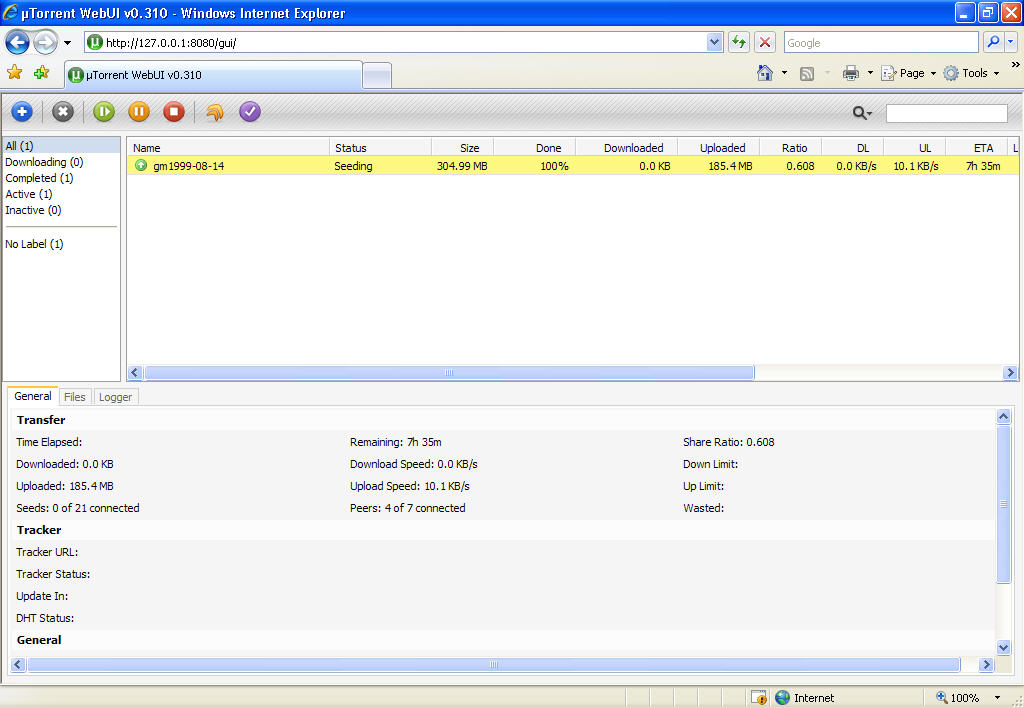 µTorrent WebUI v0.310 - Windows Internet Explorer
http://127.0.0.1:8080/gui/
Google
µTorrent WebUI v0.310
Page Tools »
All (1)
Downloading (0)
Completed (1)
Active (1)
Inactive (0)
No Label (1)
Name Status Size Done Downloaded Uploaded Ratio DL UL ETA L
gm1999-08-14 Seeding 304.99 MB 100% 0.0 KB 185.4 MB 0.608 0.0 KB/s 10.1 KB/s 7h 35m
General Files Logger
Transfer
Time Elapsed: Remaining: 7h 35m Share Ratio: 0.608
Downloaded: 0.0 KB Download Speed: 0.0 KB/s Down Limit:
Uploaded: 185.4 MB Upload Speed: 10.1 KB/s Up Limit:
Seeds: 0 of 21 connected Peers: 4 of 7 connected Wasted:
Tracker
Tracker URL:
Tracker Status:
Update In:
DHT Status:
General
Internet 100%